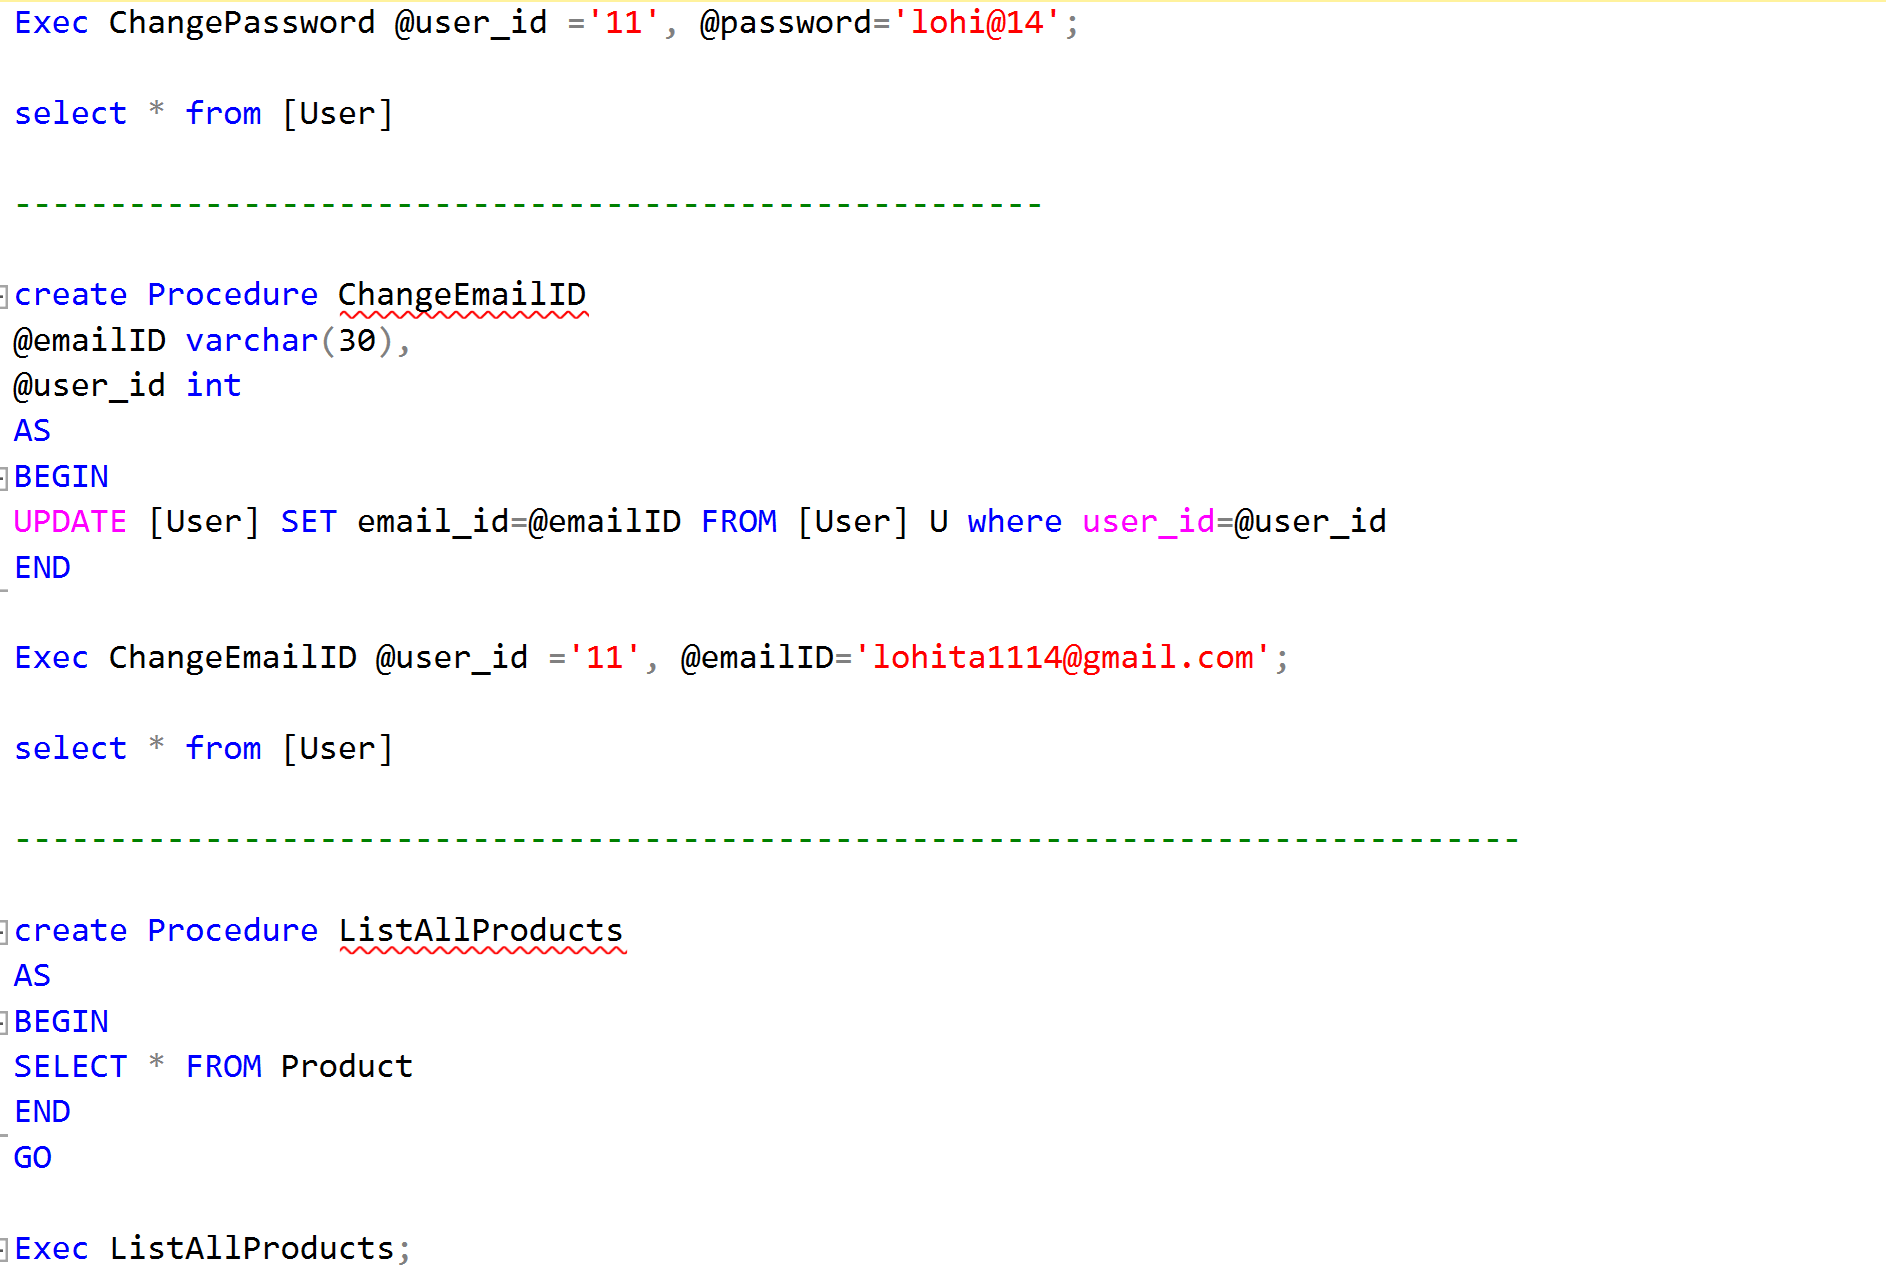 Exec ChangePassword @user_id ='11', @password='lohi@14';
select * from [User]
------------------------------------------------------
create Procedure ChangeEmailID
@emailID varchar(30),
@user_id int
AS
BEGIN
UPDATE [User] SET email_id=@emailID FROM [User] U where user_id=@user_id
END
Exec ChangeEmailID @user_id ='11', @emailID='lohita1114@gmail.com';
select * from [User]
-------------------------------------------------------------------------------
create Procedure ListAllProducts
AS
BEGIN
SELECT * FROM Product
END
GO
Exec ListAllProducts;